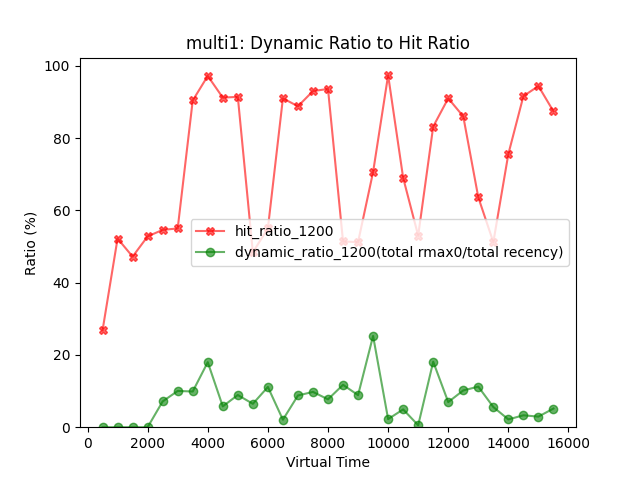 multi1: Dynamic Ratio to Hit Ratio
100
80
60
40
20
0
Ratio (%)
hit_ratio_1200
dynamic_ratio_1200(total rmax0/total recency)
0 2000 4000 6000 8000 10000 12000 14000 16000
Virtual Time